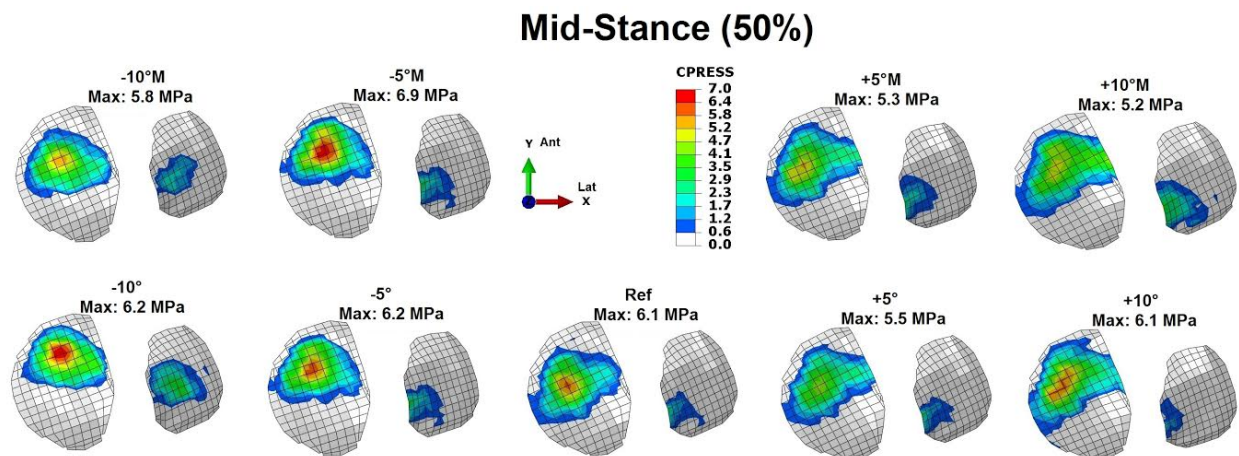 Mid-Stance (50%)
-10°M
Max: 5.8 MPa
-5°M
Max: 6.9 MPa
Y Ant
Lat
X
CPRESS
7.0
6.4
5.8
5.2
4.7
4.1
3.5
2.9
2.3
1.7
1.2
0.6
0.0
+5°M
Max: 5.3 MPa
+10°M
Max: 5.2 MPa
-10°
Max: 6.2 MPa
-5°
Max: 6.2 MPa
Ref
Max: 6.1 MPa
+5°
Max: 5.5 MPa
+10°
Max: 6.1 MPa